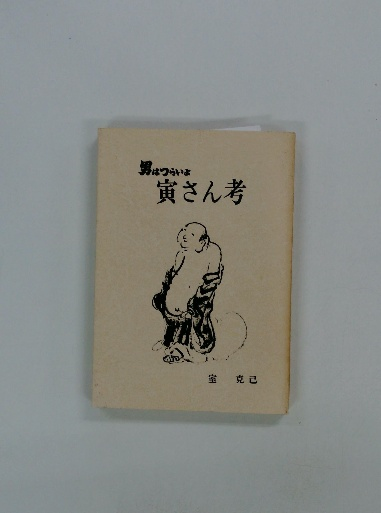 男はつらいよ
寅さん考
室 克己